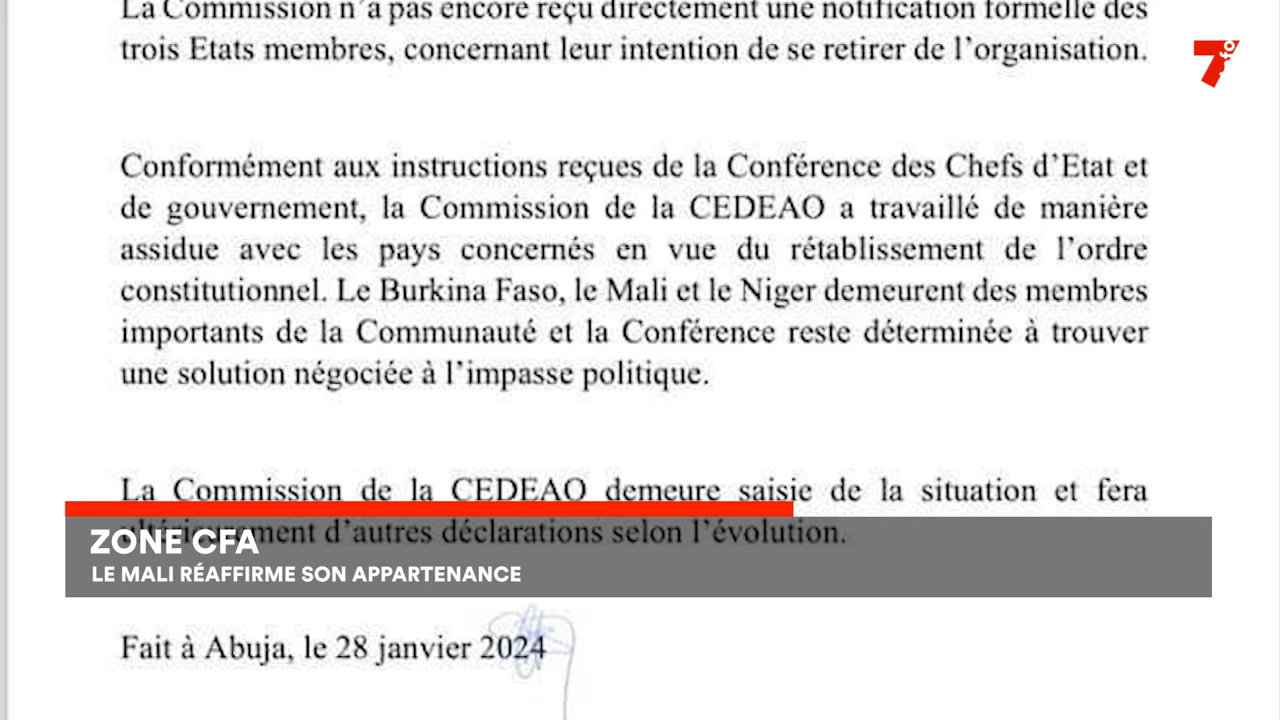 La Commission n'a pas encore reçu directement une notification formelle des
trois Etats membres, concernant leur intention de se retirer de l'organisation.
7
fo
Conformément aux instructions reçues de la Conférence des Chefs d'Etat et
de gouvernement, la Commission de la CEDEAO a travaillé de manière
assidue avec les pays concernés en vue du rétablissement de l'ordre
constitutionnel. Le Burkina Faso, le Mali et le Niger demeurent des membres
importants de la Communauté et la Conférence reste déterminée à trouver
une solution négociée à l'impasse politique.
La Commission de la CEDEAO demeure saisie de la situation et fera
ultérieurement d'autres déclarations selon l'évolution.
ZONE CFA
LE MALI RÉAFFIRME SON APPARTENANCE
Fait à Abuja, le 28 janvier 2024